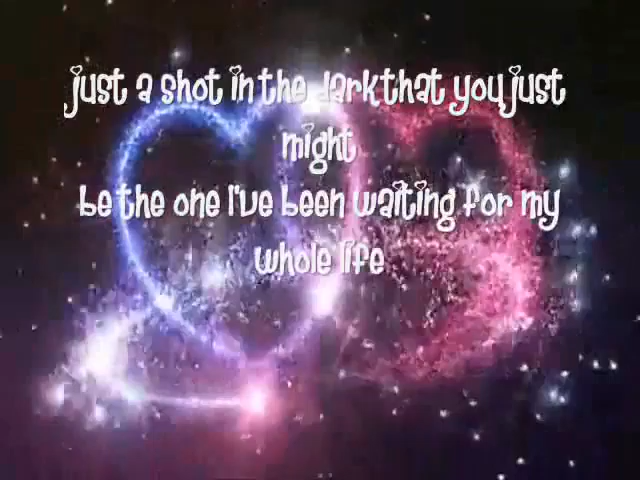 just a shot in the dark that you just
might
be the one I've been waiting for my
whole life